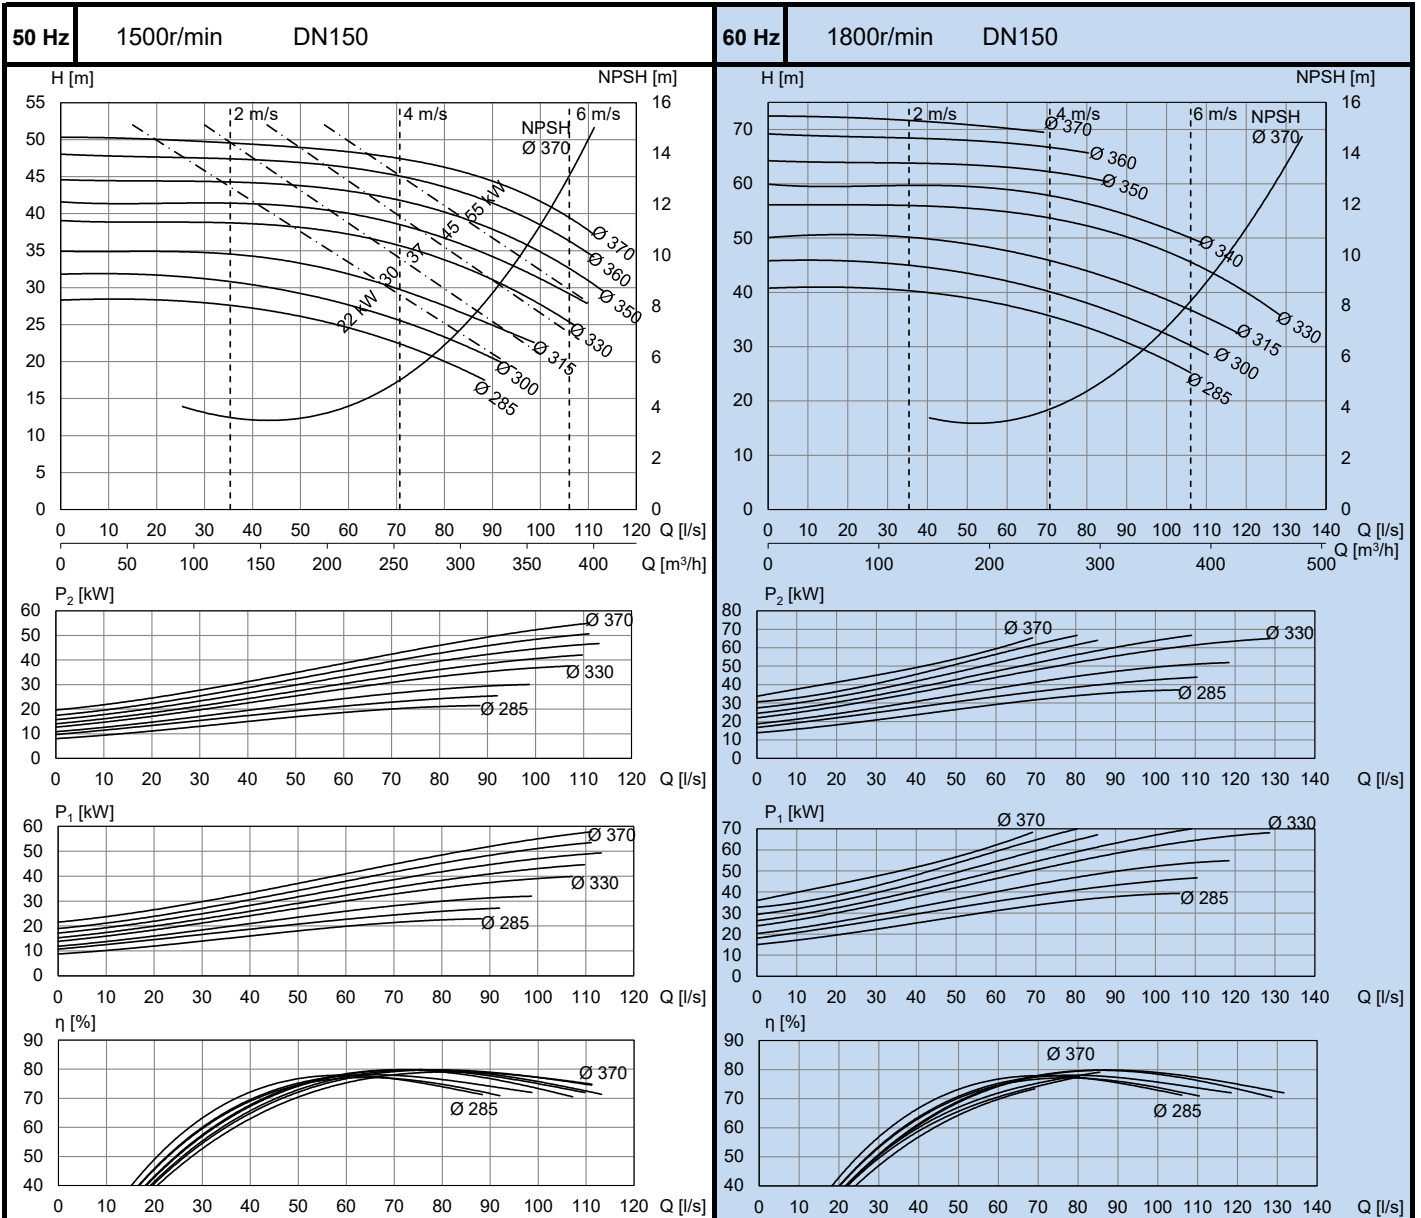 50 Hz 1500r/min DN150
H [m] NPSH [m]
55 50 45 40 35 30 25 20 15 10 5 0
16 14 12 10 8 6 4 2 0
2 m/s 4 m/s 6 m/s
NPSH
Ø 370
22 kW 30 37 45 55 kW
Ø 370
Ø 360
Ø 350
Ø 330
Ø 315
Ø 300
Ø 285
0 10 20 30 40 50 60 70 80 90 100 110 120 Q [l/s]
0 50 100 150 200 250 300 350 400 Q [m³/h]
P₂ [kW]
60 50 40 30 20 10 0
Ø 370
Ø 330
Ø 285
0 10 20 30 40 50 60 70 80 90 100 110 120 Q [l/s]
P₁ [kW]
60 50 40 30 20 10 0
Ø 370
Ø 330
Ø 285
0 10 20 30 40 50 60 70 80 90 100 110 120 Q [l/s]
η [%]
90 80 70 60 50 40
Ø 370
Ø 285
0 10 20 30 40 50 60 70 80 90 100 110 120 Q [l/s]
60 Hz 1800r/min DN150
H [m] NPSH [m]
70 60 50 40 30 20 10 0
16 14 12 10 8 6 4 2 0
2 m/s 4 m/s 6 m/s
NPSH
Ø 370
Ø 370
Ø 360
Ø 350
Ø 340
Ø 330
Ø 315
Ø 300
Ø 285
0 10 20 30 40 50 60 70 80 90 100 110 120 130 140 Q [l/s]
0 100 200 300 400 500 Q [m³/h]
P₂ [kW]
80 70 60 50 40 30 20 10 0
Ø 370
Ø 330
Ø 285
0 10 20 30 40 50 60 70 80 90 100 110 120 130 140 Q [l/s]
P₁ [kW]
70 60 50 40 30 20 10 0
Ø 370
Ø 330
Ø 285
0 10 20 30 40 50 60 70 80 90 100 110 120 130 140 Q [l/s]
η [%]
90 80 70 60 50 40
Ø 370
Ø 285
0 10 20 30 40 50 60 70 80 90 100 110 120 130 140 Q [l/s]